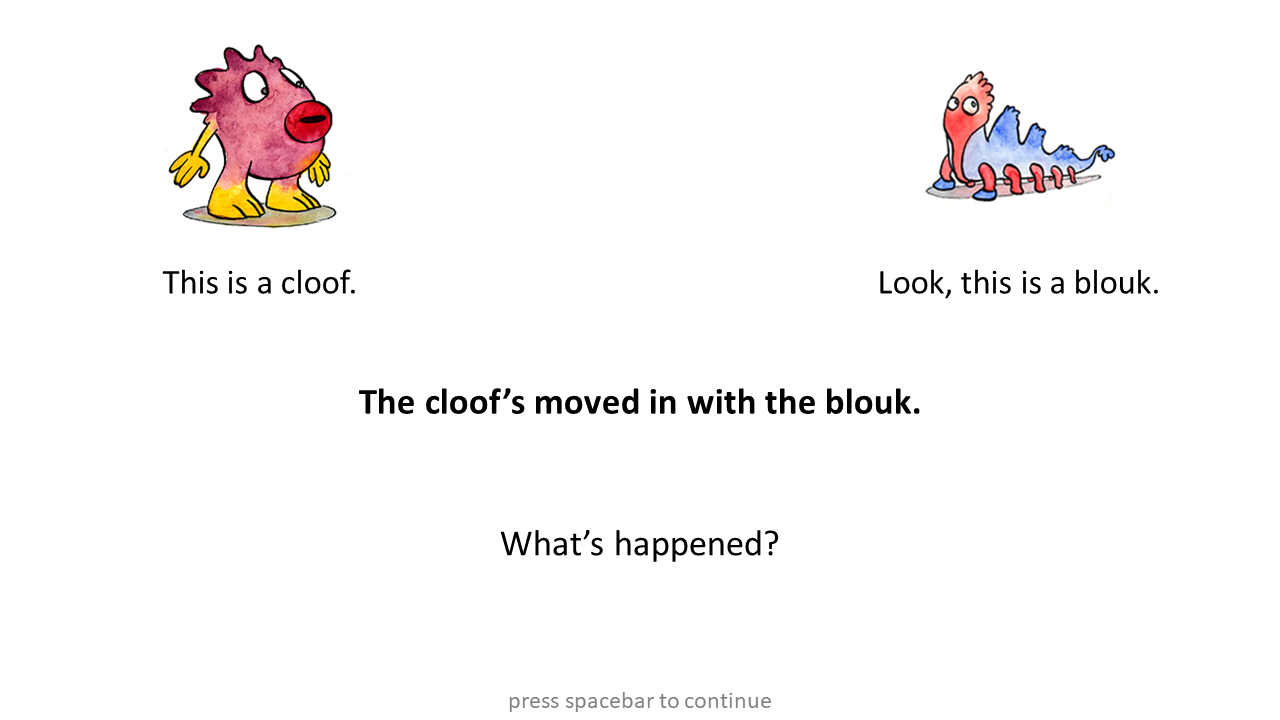 This is a cloof.
Look, this is a blouk.
The cloof’s moved in with the blouk.
What’s happened?
press spacebar to continue